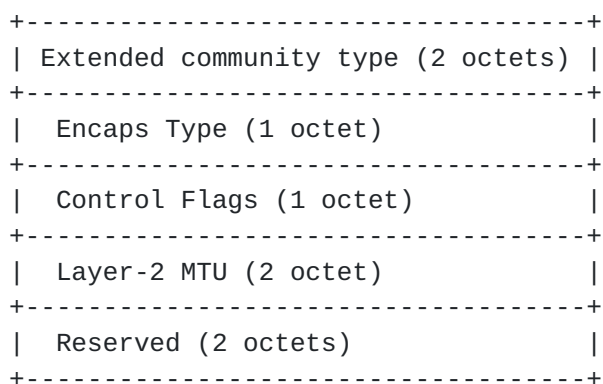 +------------------------------------+
| Extended community type (2 octets) |
+------------------------------------+
|  Encaps Type (1 octet)             |
+------------------------------------+
|  Control Flags (1 octet)           |
+------------------------------------+
|  Layer-2 MTU (2 octet)             |
+------------------------------------+
|  Reserved (2 octets)               |
+------------------------------------+